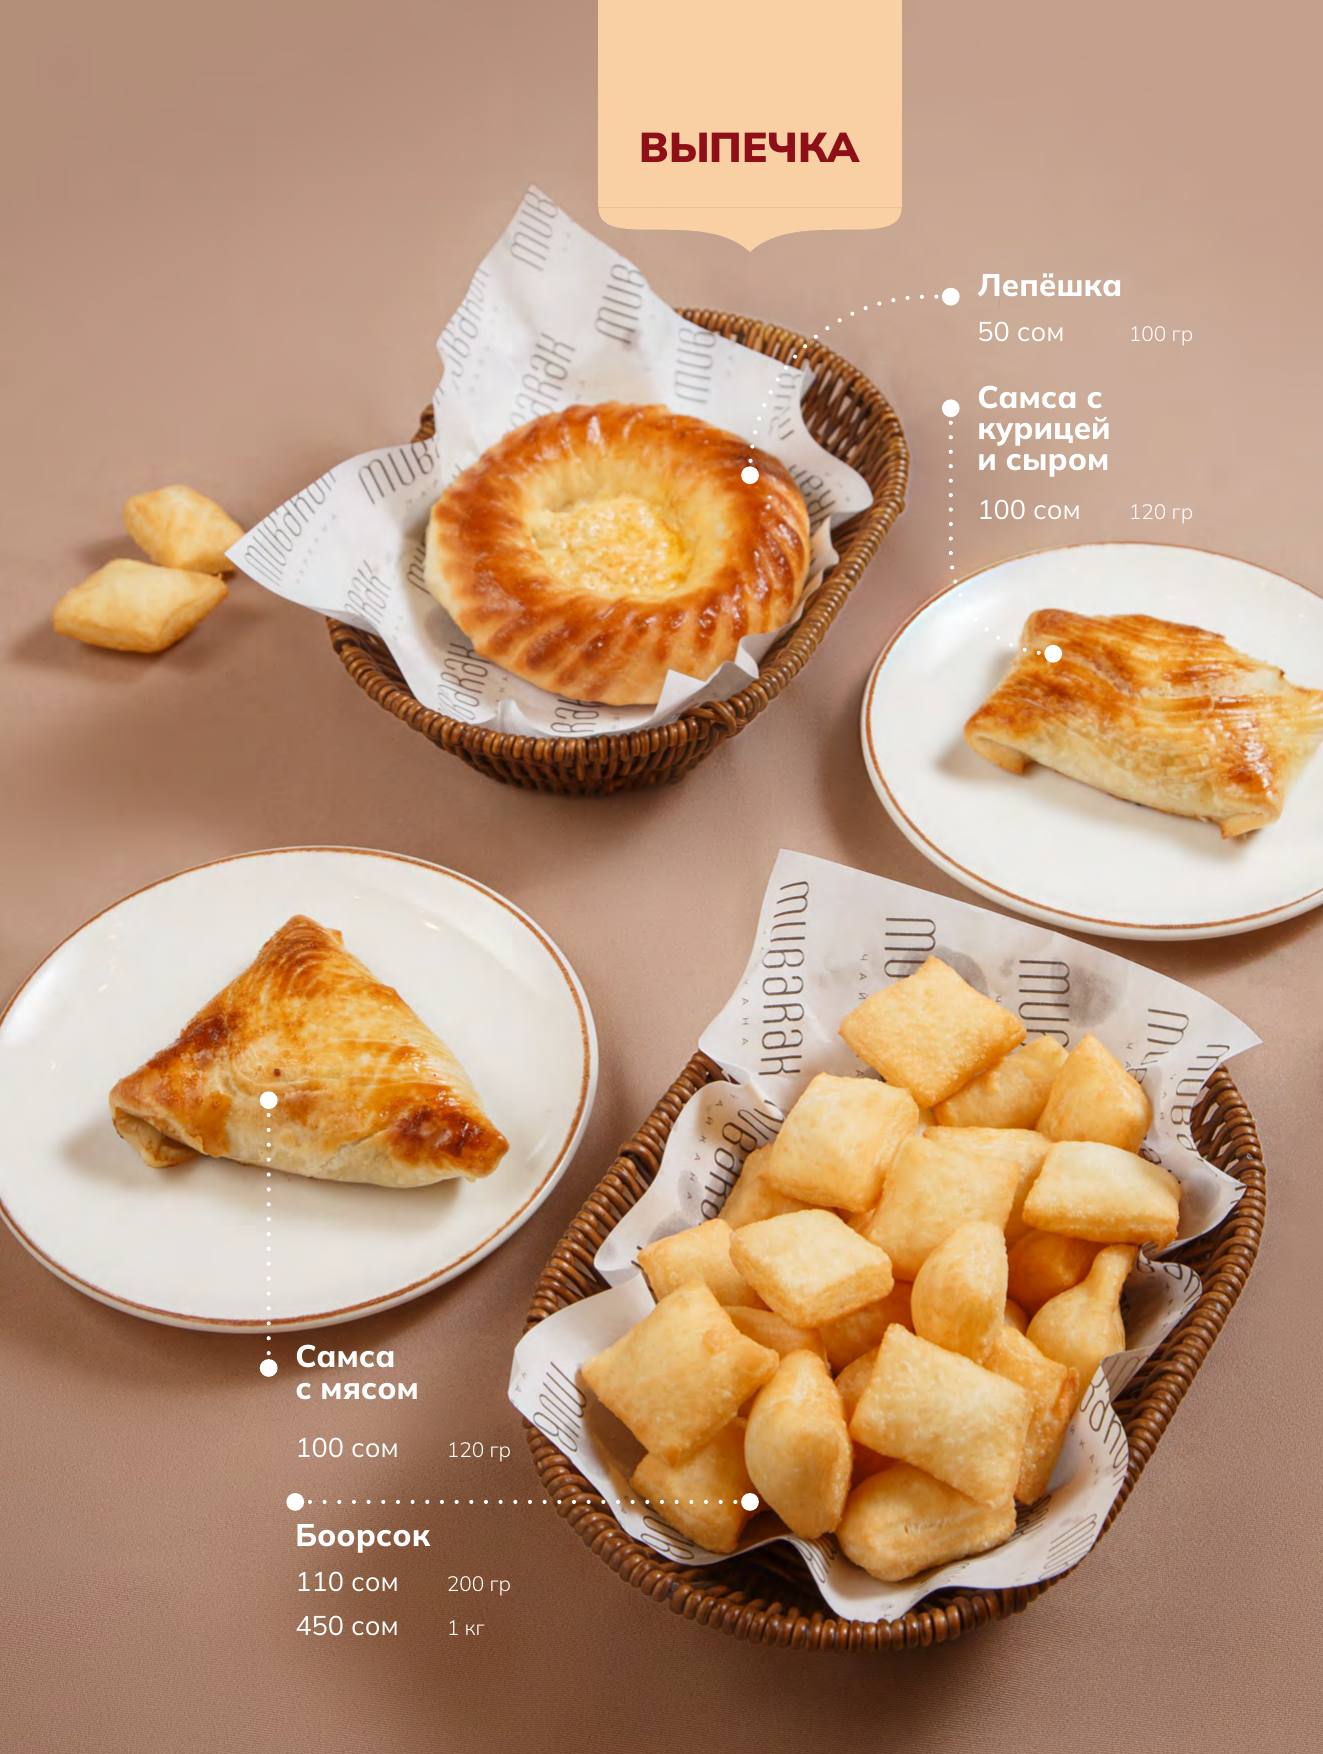 ВЫПЕЧКА
Лепёшка
50 сом 100 гр
Самса с
курицей
и сыром
100 сом 120 гр
Самса
с мясом
100 сом 120 гр
Боорсок
110 сом 200 гр
450 сом 1 кг
мubarak